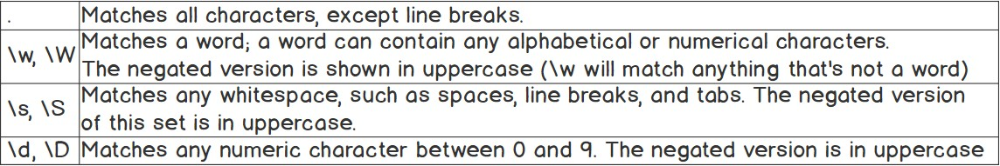 . Matches all characters, except line breaks.
\w, \W Matches a word; a word can contain any alphabetical or numerical characters.
The negated version is shown in uppercase (\w will match anything that's not a word)
\s, \S Matches any whitespace, such as spaces, line breaks, and tabs. The negated version
of this set is in uppercase.
\d, \D Matches any numeric character between 0 and 9. The negated version is in uppercase